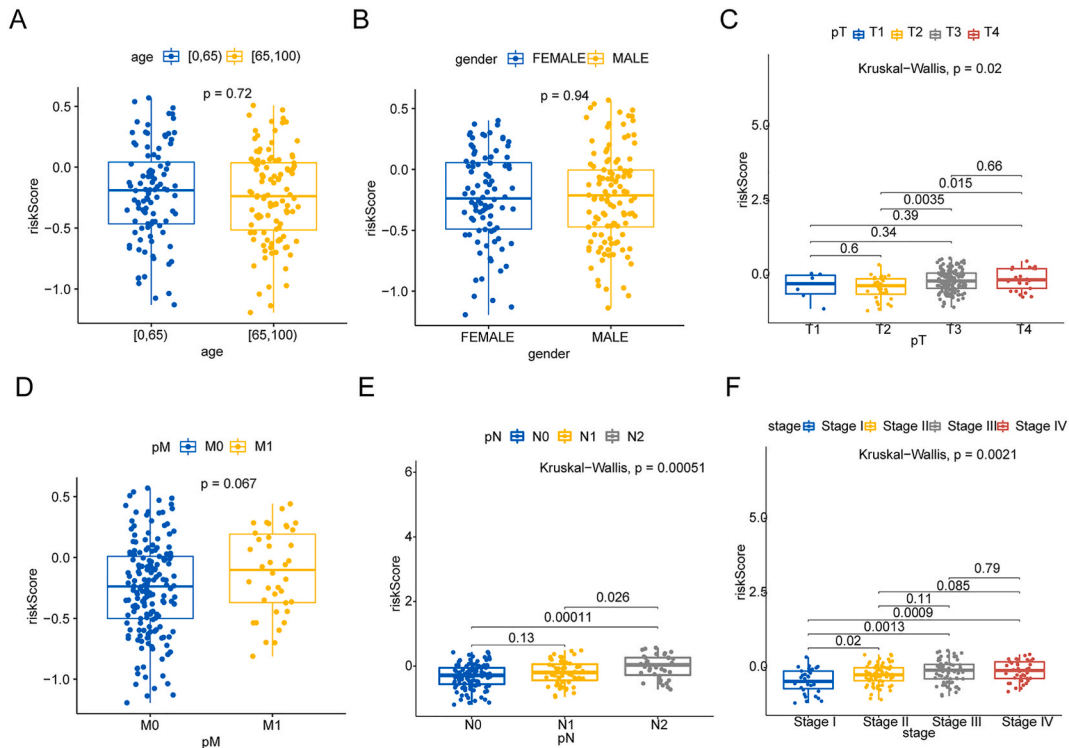 A
age [0,65) [65,100)
p = 0.72
riskScore
0.5
0.0
−0.5
−1.0
[0,65) [65,100)
age
B
gender FEMALE MALE
p = 0.94
riskScore
0.5
0.0
−0.5
−1.0
FEMALE MALE
gender
C
pT T1 T2 T3 T4
Kruskal−Wallis, p = 0.02
riskScore
5.0
2.5
0.0
0.66
0.015
0.0035
0.39
0.34
0.6
T1 T2 T3 T4
pT
D
pM M0 M1
p = 0.067
riskScore
0.5
0.0
−0.5
−1.0
M0 M1
pM
E
pN N0 N1 N2
Kruskal−Wallis, p = 0.00051
riskScore
6
4
2
0
0.026
0.00011
0.13
N0 N1 N2
pN
F
stage Stage I Stage II Stage III Stage IV
Kruskal−Wallis, p = 0.0021
riskScore
5.0
2.5
0.0
0.79
0.085
0.11
0.0009
0.0013
0.02
Stage I Stage II Stage III Stage IV
stage